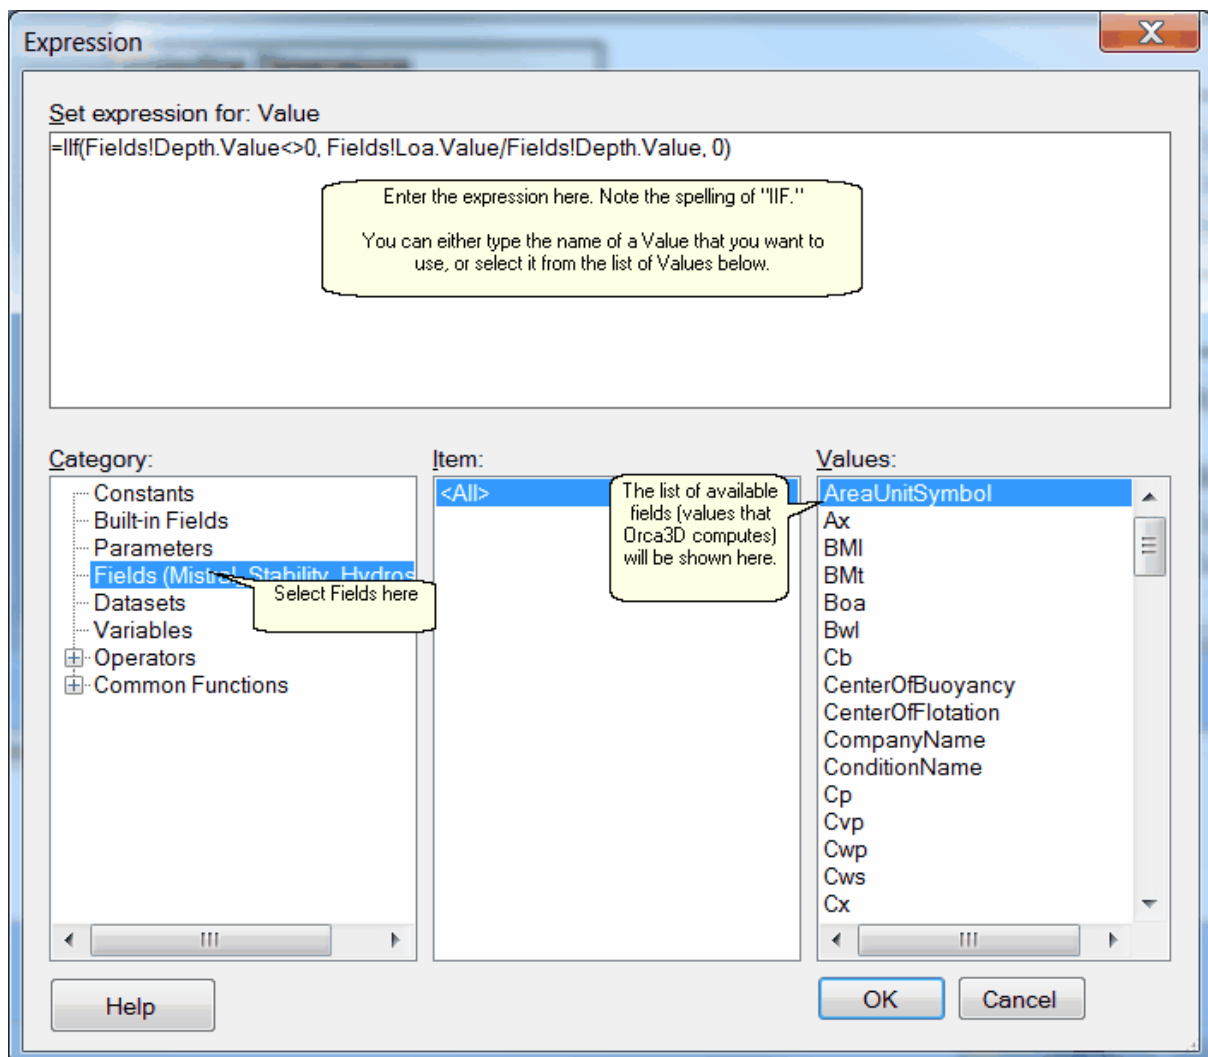 Expression
X
Set expression for: Value
=IIf(Fields!Depth.Value<>0, Fields!Loa.Value/Fields!Depth.Value, 0)
Enter the expression here. Note the spelling of "IIF."
You can either type the name of a Value that you want to
use, or select it from the list of Values below.
Category:
Constants
Built-in Fields
Parameters
Fields (Mistral, Stability, Hydros
Select Fields here
Datasets
Variables
Operators
Common Functions
Item:
<All>
The list of available
fields (values that
Orca3D computes)
will be shown here.
Values:
AreaUnitSymbol
Ax
BMl
BMt
Boa
Bwl
Cb
CenterOfBuoyancy
CenterOfFlotation
CompanyName
ConditionName
Cp
Cvp
Cwp
Cws
Cx
Help
OK
Cancel